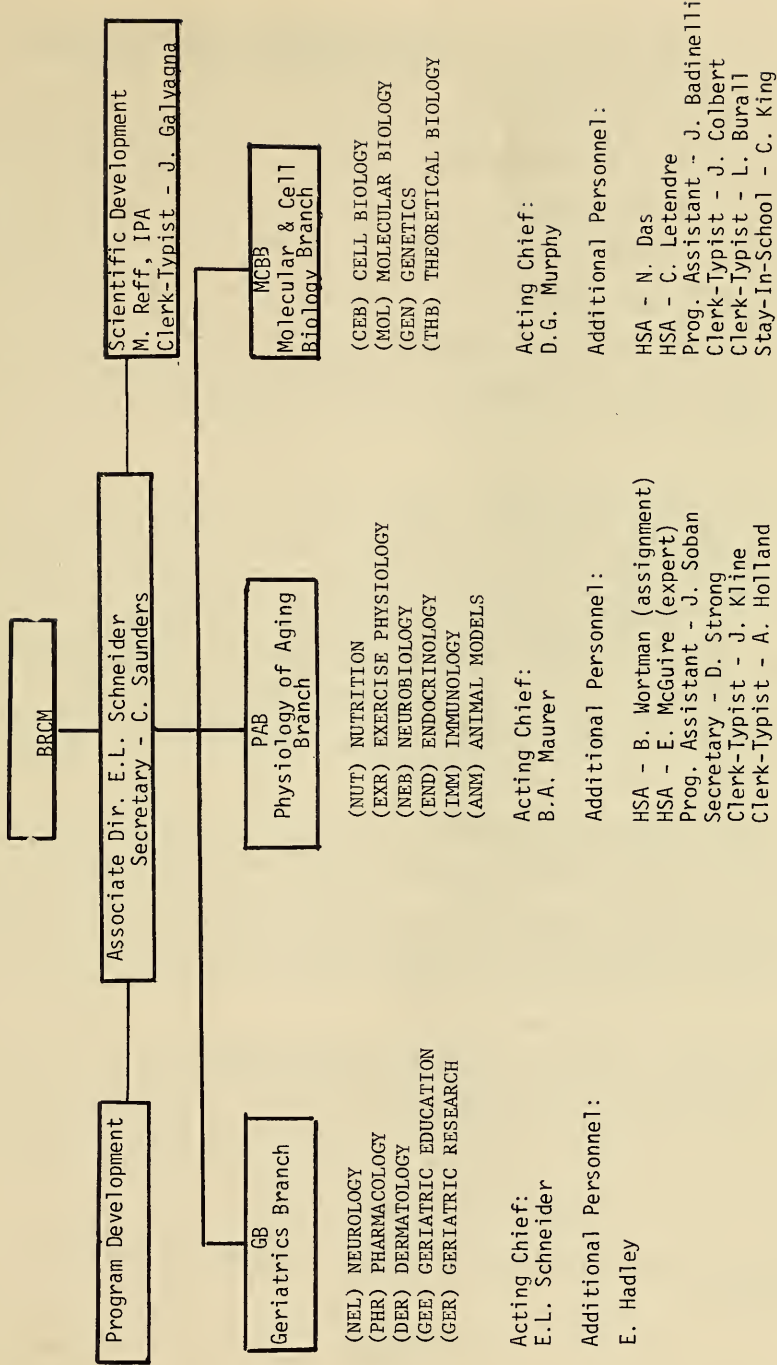 BRCM
Program Development
Associate Dir. E.L. Schneider
Secretary - C. Saunders
Scientific Development
M. Reff, IPA
Clerk-Typist - J. Galvagna
GB
Geriatrics Branch
(NEL) NEUROLOGY
(PHR) PHARMACOLOGY
(DER) DERMATOLOGY
(GEE) GERIATRIC EDUCATION
(GER) GERIATRIC RESEARCH
Acting Chief:
E.L. Schneider
Additional Personnel:
E. Hadley
PAB
Physiology of Aging
Branch
(NUT) NUTRITION
(EXR) EXERCISE PHYSIOLOGY
(NEB) NEUROBIOLOGY
(END) ENDOCRINOLOGY
(IMM) IMMUNOLOGY
(ANM) ANIMAL MODELS
Acting Chief:
B.A. Maurer
Additional Personnel:
HSA - B. Wortman (assignment)
HSA - E. McGuire (expert)
Prog. Assistant - J. Soban
Secretary - D. Strong
Clerk-Typist - J. Kline
Clerk-Typist - A. Holland
MCBB
Molecular & Cell
Biology Branch
(CEB) CELL BIOLOGY
(MOL) MOLECULAR BIOLOGY
(GEN) GENETICS
(THB) THEORETICAL BIOLOGY
Acting Chief:
D.G. Murphy
Additional Personnel:
HSA - N. Das
HSA - C. Letendre
Prog. Assistant - J. Badinelli
Clerk-Typist - J. Colbert
Clerk-Typist - L. Burall
Stay-In-School - C. King